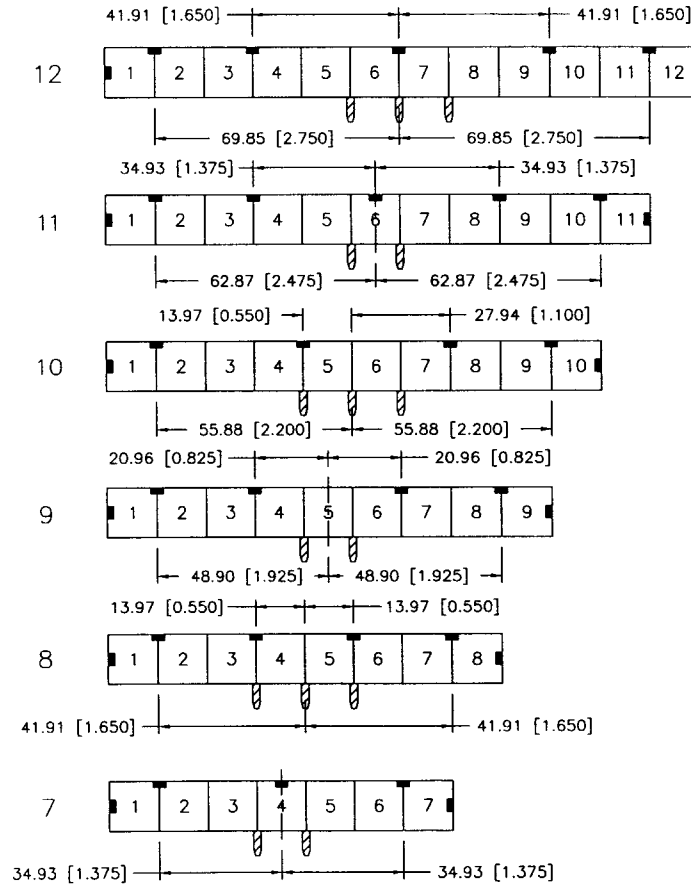 41.91 [1.650] 41.91 [1.650]
12 1 2 3 4 5 6 7 8 9 10 11 12
69.85 [2.750] 69.85 [2.750]
34.93 [1.375] 34.93 [1.375]
11 1 2 3 4 5 6 7 8 9 10 11
62.87 [2.475] 62.87 [2.475]
13.97 [0.550] 27.94 [1.100]
10 1 2 3 4 5 6 7 8 9 10
55.88 [2.200] 55.88 [2.200]
20.96 [0.825] 20.96 [0.825]
9 1 2 3 4 5 6 7 8 9
48.90 [1.925] 48.90 [1.925]
13.97 [0.550] 13.97 [0.550]
8 1 2 3 4 5 6 7 8
41.91 [1.650] 41.91 [1.650]
7 1 2 3 4 5 6 7
34.93 [1.375] 34.93 [1.375]